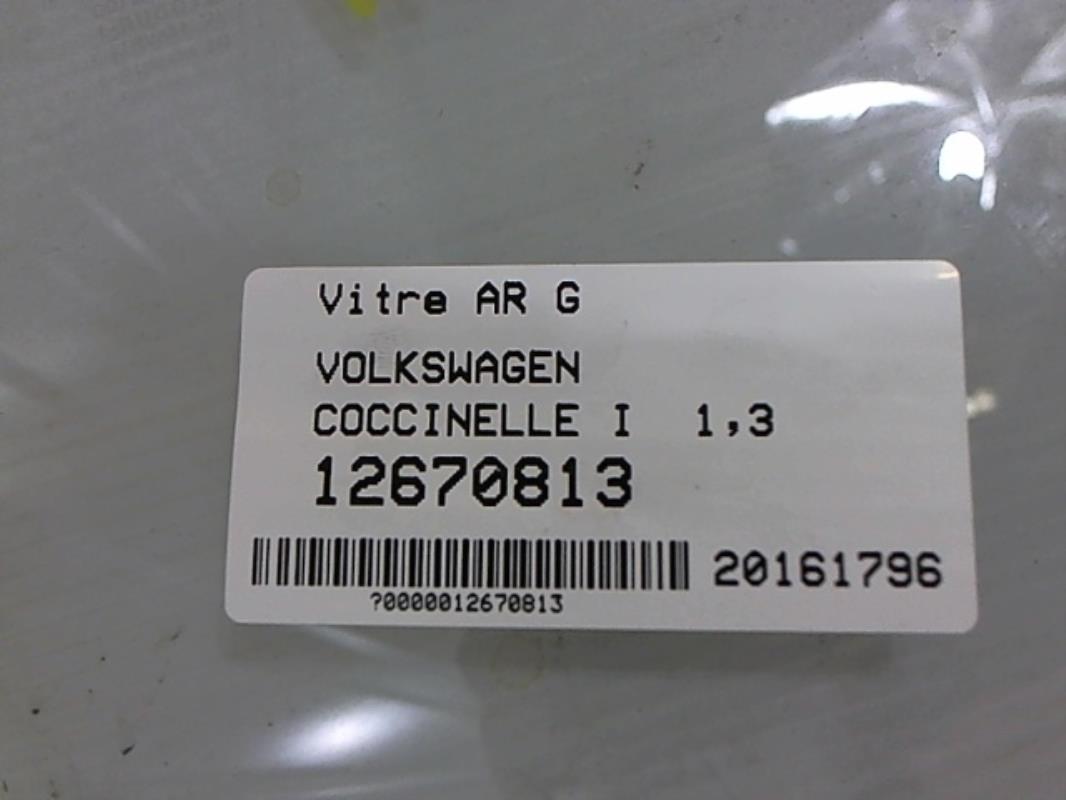 Vitre AR G
VOLKSWAGEN
COCCINELLE I 1,3
12670813
20161796
?0000012670813